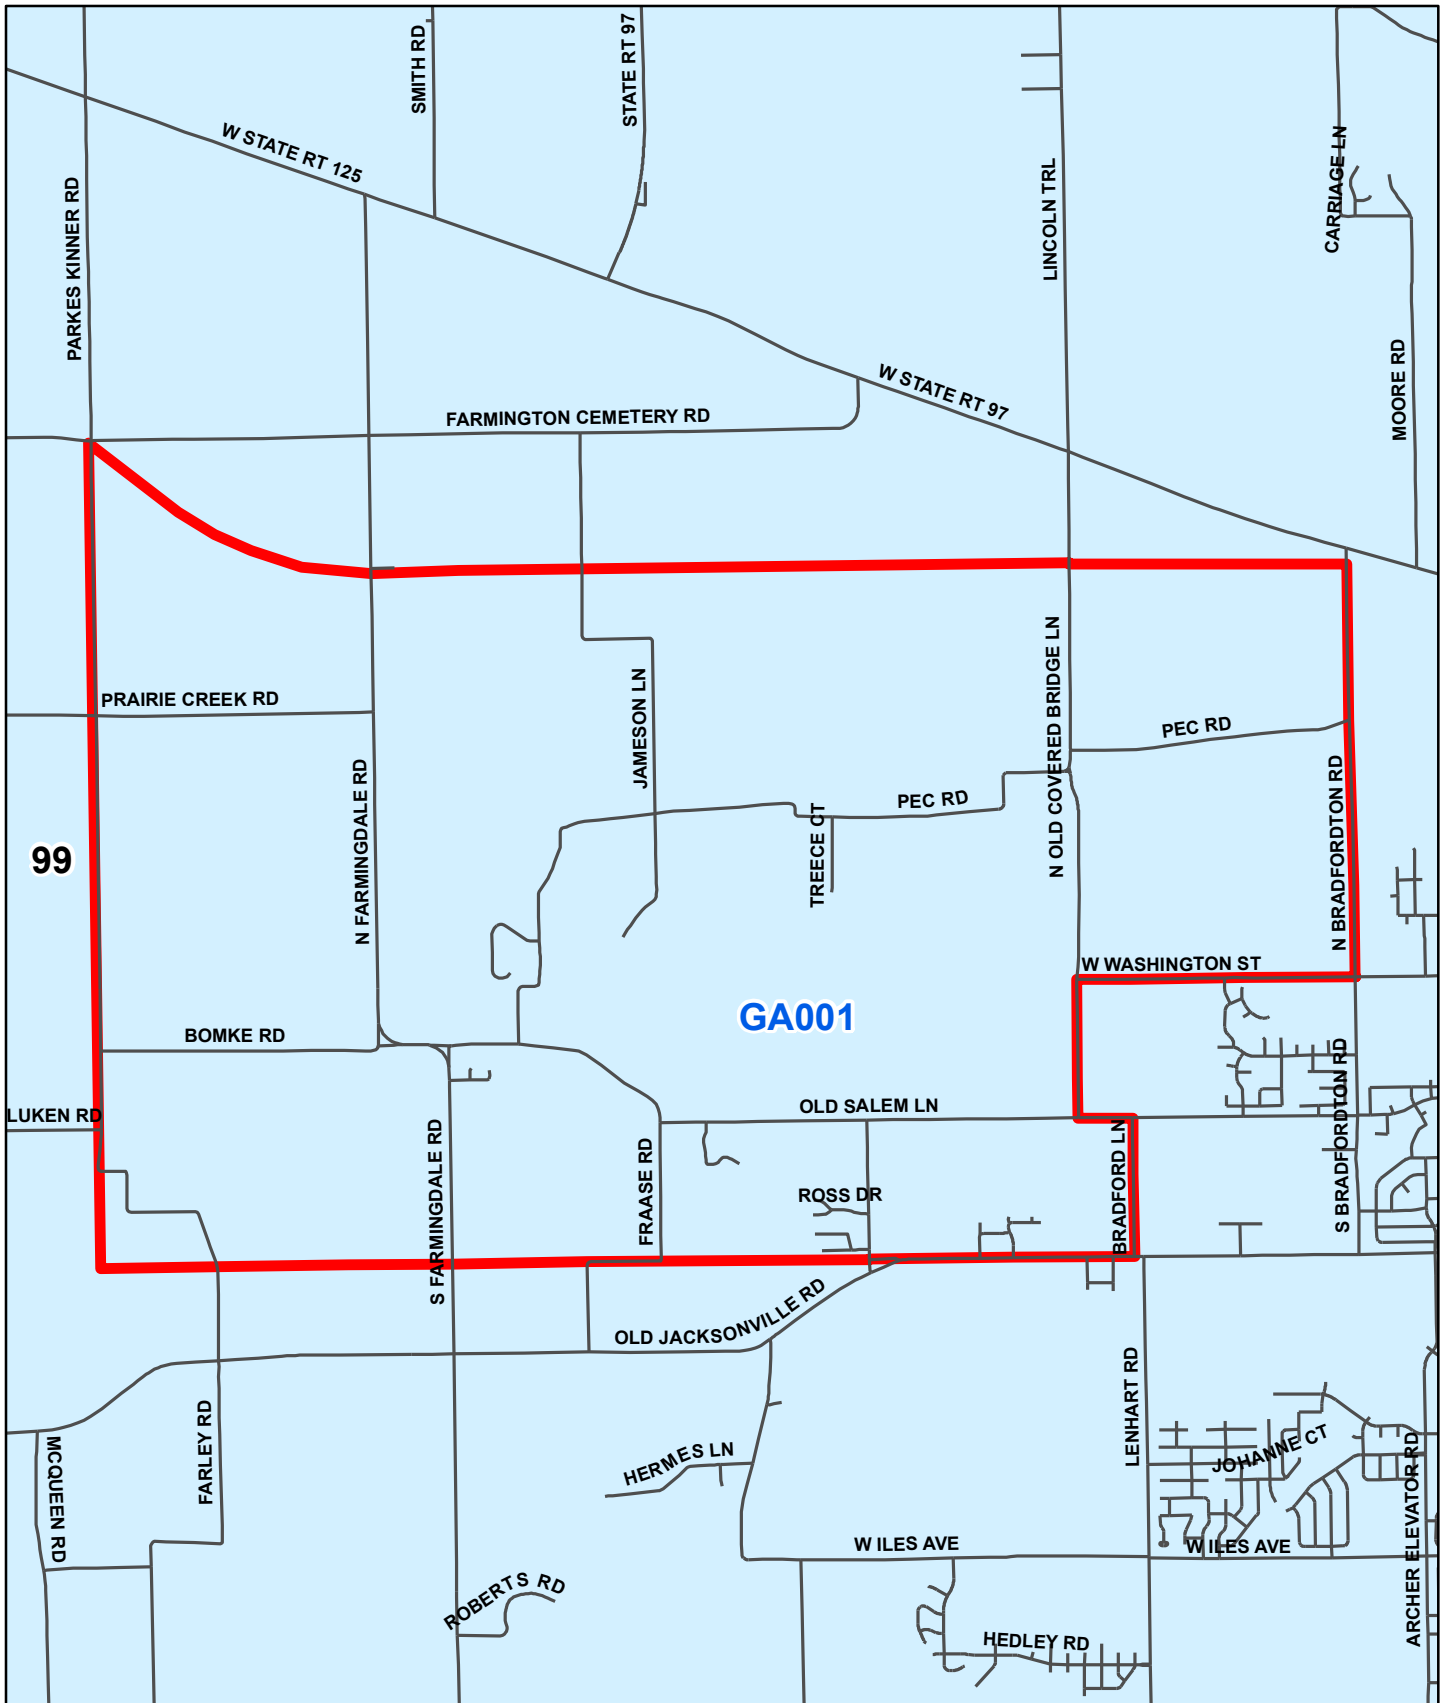 SMITH RD
STATE RT 97
W STATE RT 125
CARRIAGE LN
LINCOLN TRL
PARKES KINNER RD
MOORE RD
W STATE RT 97
FARMINGTON CEMETERY RD
PRAIRIE CREEK RD
JAMESON LN
N OLD COVERED BRIDGE LN
PEC RD
N FARMINGDALE RD
N BRADFORDTON RD
PEC RD
TREECE CT
99
W WASHINGTON ST
GA001
BOMKE RD
S BRADFORDTON RD
LUKEN RD
OLD SALEM LN
S FARMINGDALE RD
FRAASE RD
BRADFORD LN
ROSS DR
OLD JACKSONVILLE RD
LENHART RD
FARLEY RD
MCQUEEN RD
HERMES LN
JOHANNE CT
ARCHER ELEVATOR RD
W ILES AVE
W ILES AVE
ROBERTS RD
HEDLEY RD